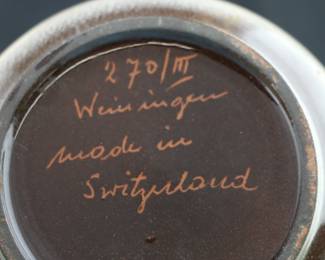 270/III
Weiningen
made in
Switzerland